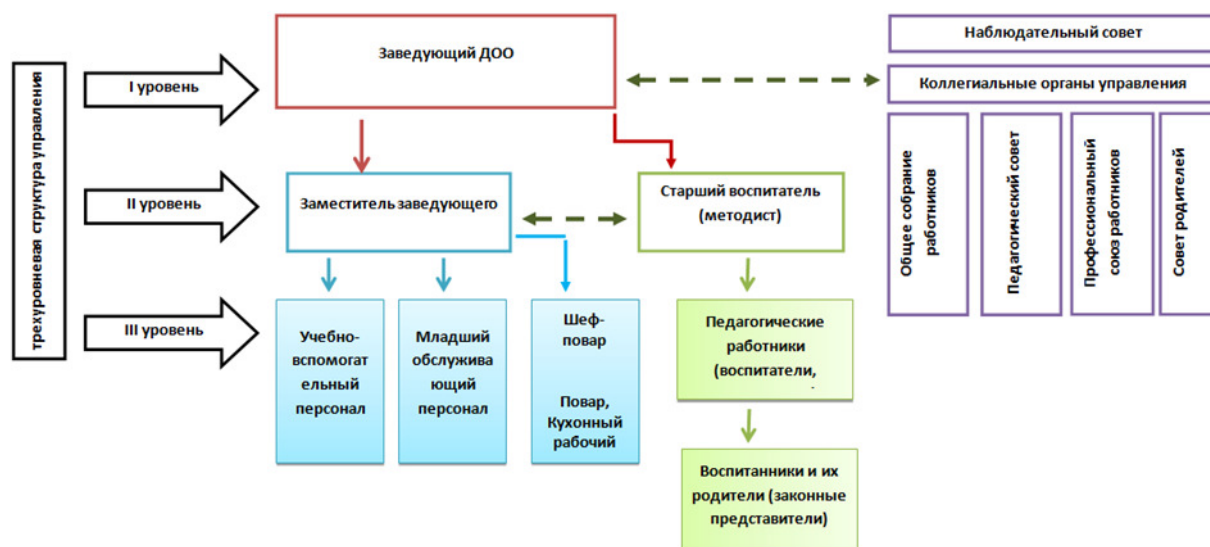 трехуровневая структура управления
I уровень
II уровень
III уровень
Заведующий ДОО
Заместитель заведующего
Старший воспитатель
(методист)
Учебно-
вспомогат
ельный
персонал
Младший
обслужива
ющий
персонал
Шеф-
повар
Повар,
Кухонный
рабочий
Педагогические
работники
(воспитатели,
Воспитанники и их
родители (законные
представители)
Наблюдательный совет
Коллегиальные органы управления
Общее собрание
работников
Педагогический совет
Профессиональный
союз работников
Совет родителей